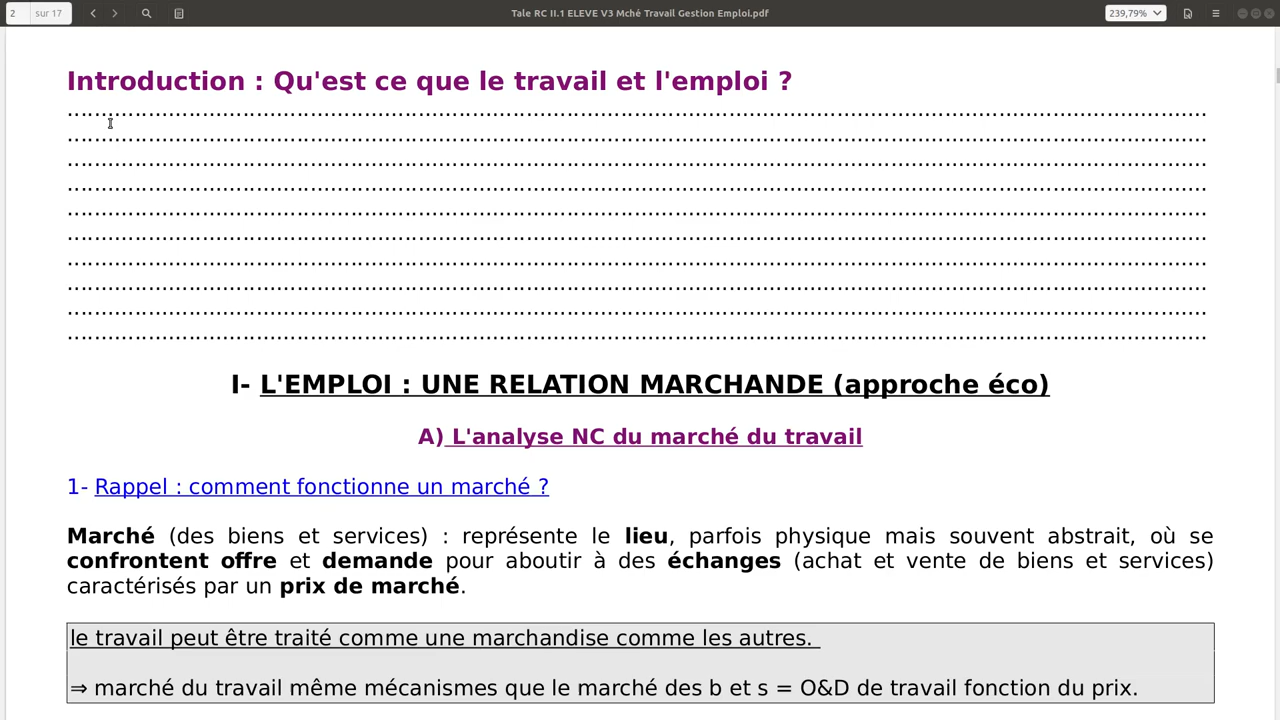 2 sur 17
Tale RC II.1 ELEVE V3 Mché Travail Gestion Emploi.pdf
239,79%
Introduction : Qu'est ce que le travail et l'emploi ?
I- L'EMPLOI : UNE RELATION MARCHANDE (approche éco)
A) L'analyse NC du marché du travail
1- Rappel : comment fonctionne un marché ?
Marché (des biens et services) : représente le lieu, parfois physique mais souvent abstrait, où se
confrontent offre et demande pour aboutir à des échanges (achat et vente de biens et services)
caractérisés par un prix de marché.
le travail peut être traité comme une marchandise comme les autres.
⇒ marché du travail même mécanismes que le marché des b et s = O&D de travail fonction du prix.